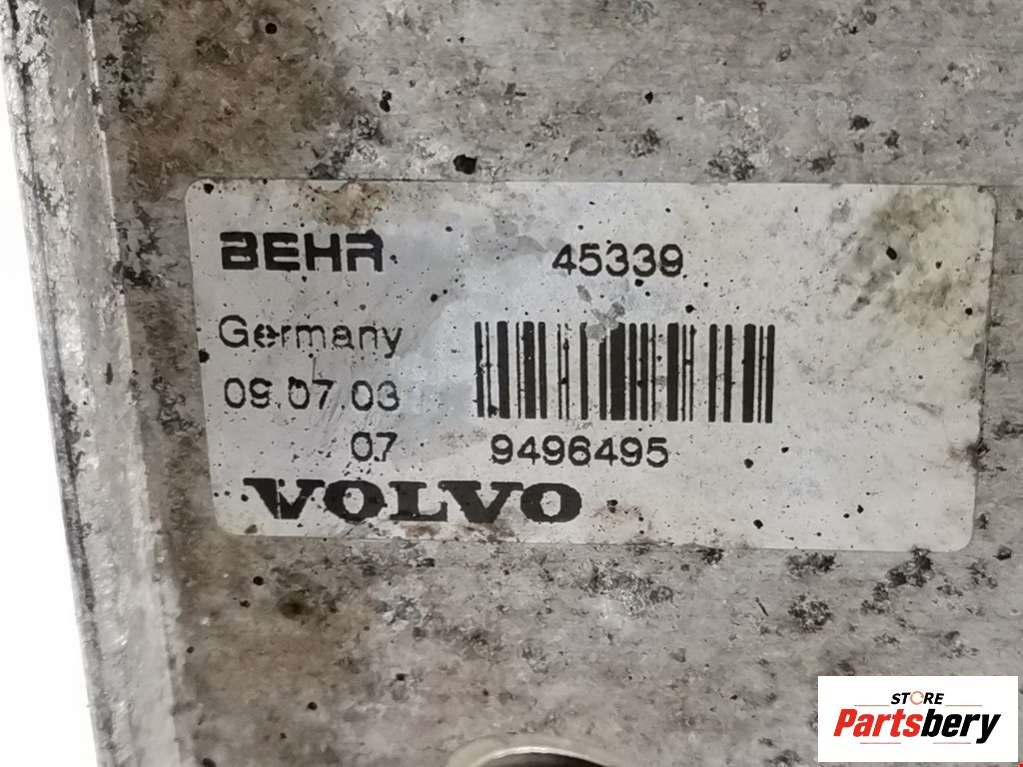 BEHR 45339
Germany
09.07.03
07 9496495
VOLVO
STORE
Partsbery